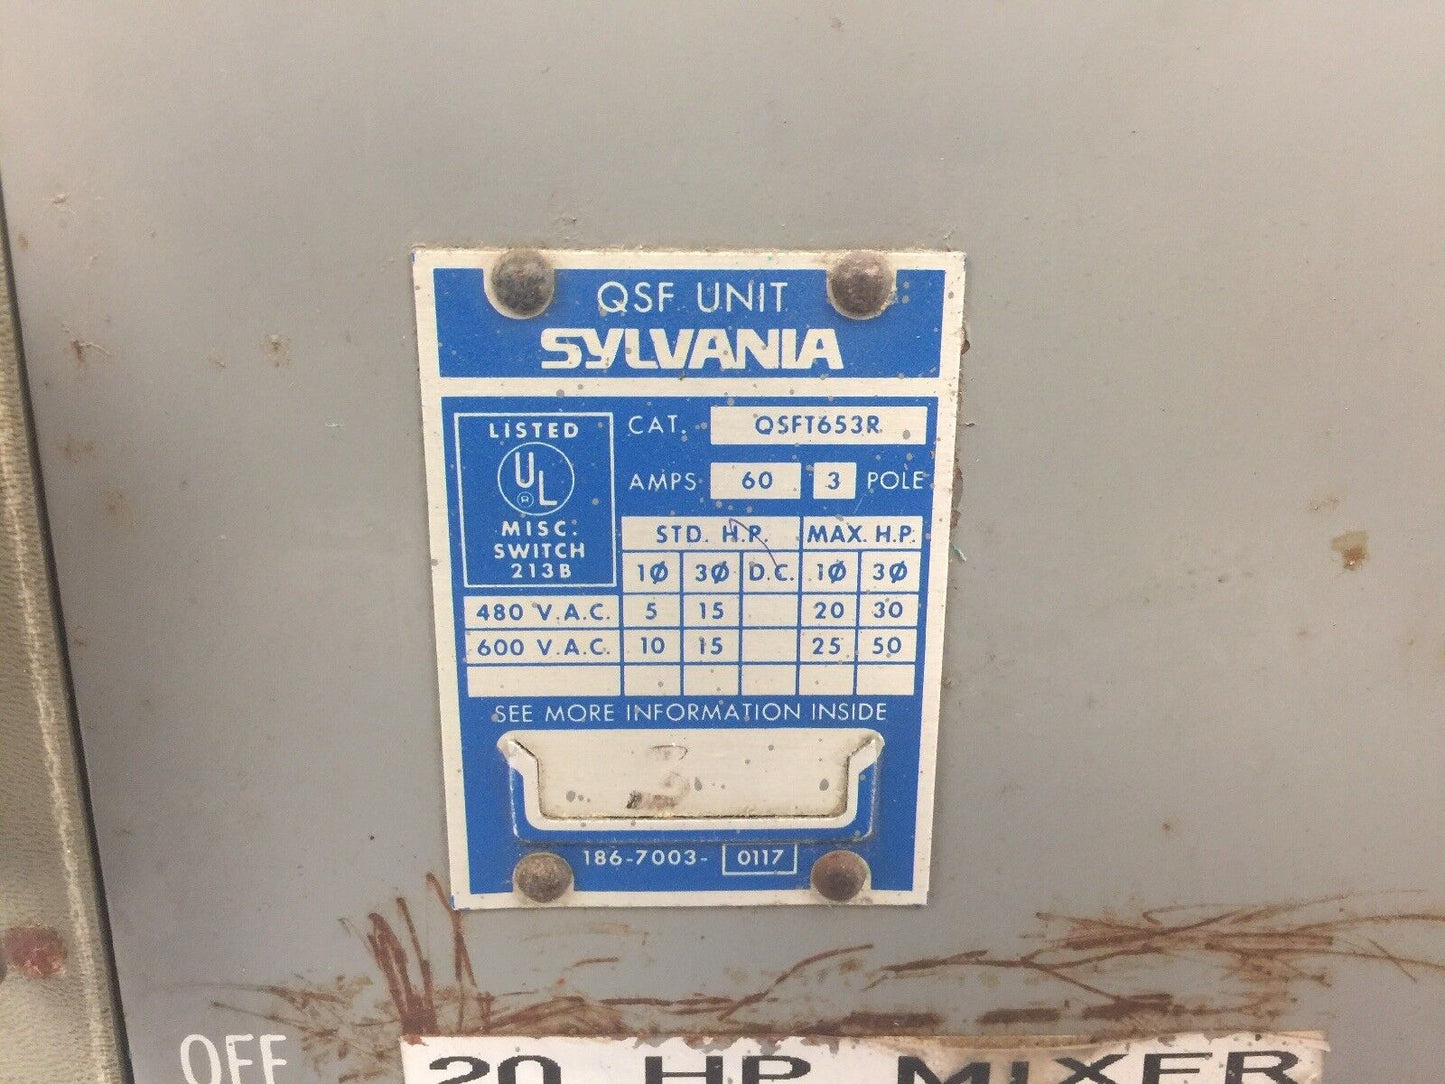 QSF UNIT
SYLVANIA
LISTED
UL
®
MISC.
SWITCH
213B
CAT. QSFT653R
AMPS 60 3 POLE
STD. H.P. MAX. H.P.
1Ø 3Ø D.C. 1Ø 3Ø
480 V.A.C. 5 15 20 30
600 V.A.C. 10 15 25 50
SEE MORE INFORMATION INSIDE
186-7003- 0117
OFF
20 HP MIXER